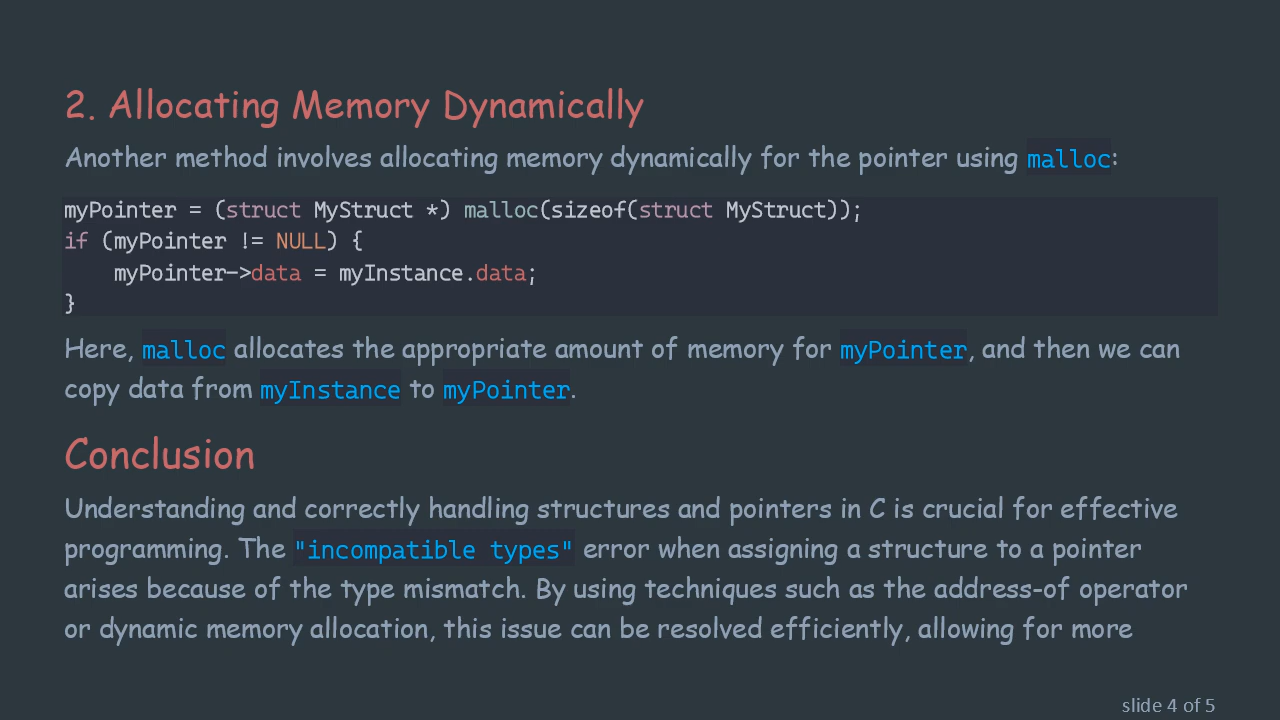 2. Allocating Memory Dynamically
Another method involves allocating memory dynamically for the pointer using malloc:
myPointer = (struct MyStruct *) malloc(sizeof(struct MyStruct));
if (myPointer != NULL) {
    myPointer->data = myInstance.data;
}
Here, malloc allocates the appropriate amount of memory for myPointer, and then we can
copy data from myInstance to myPointer.
Conclusion
Understanding and correctly handling structures and pointers in C is crucial for effective
programming. The "incompatible types" error when assigning a structure to a pointer
arises because of the type mismatch. By using techniques such as the address-of operator
or dynamic memory allocation, this issue can be resolved efficiently, allowing for more
slide 4 of 5